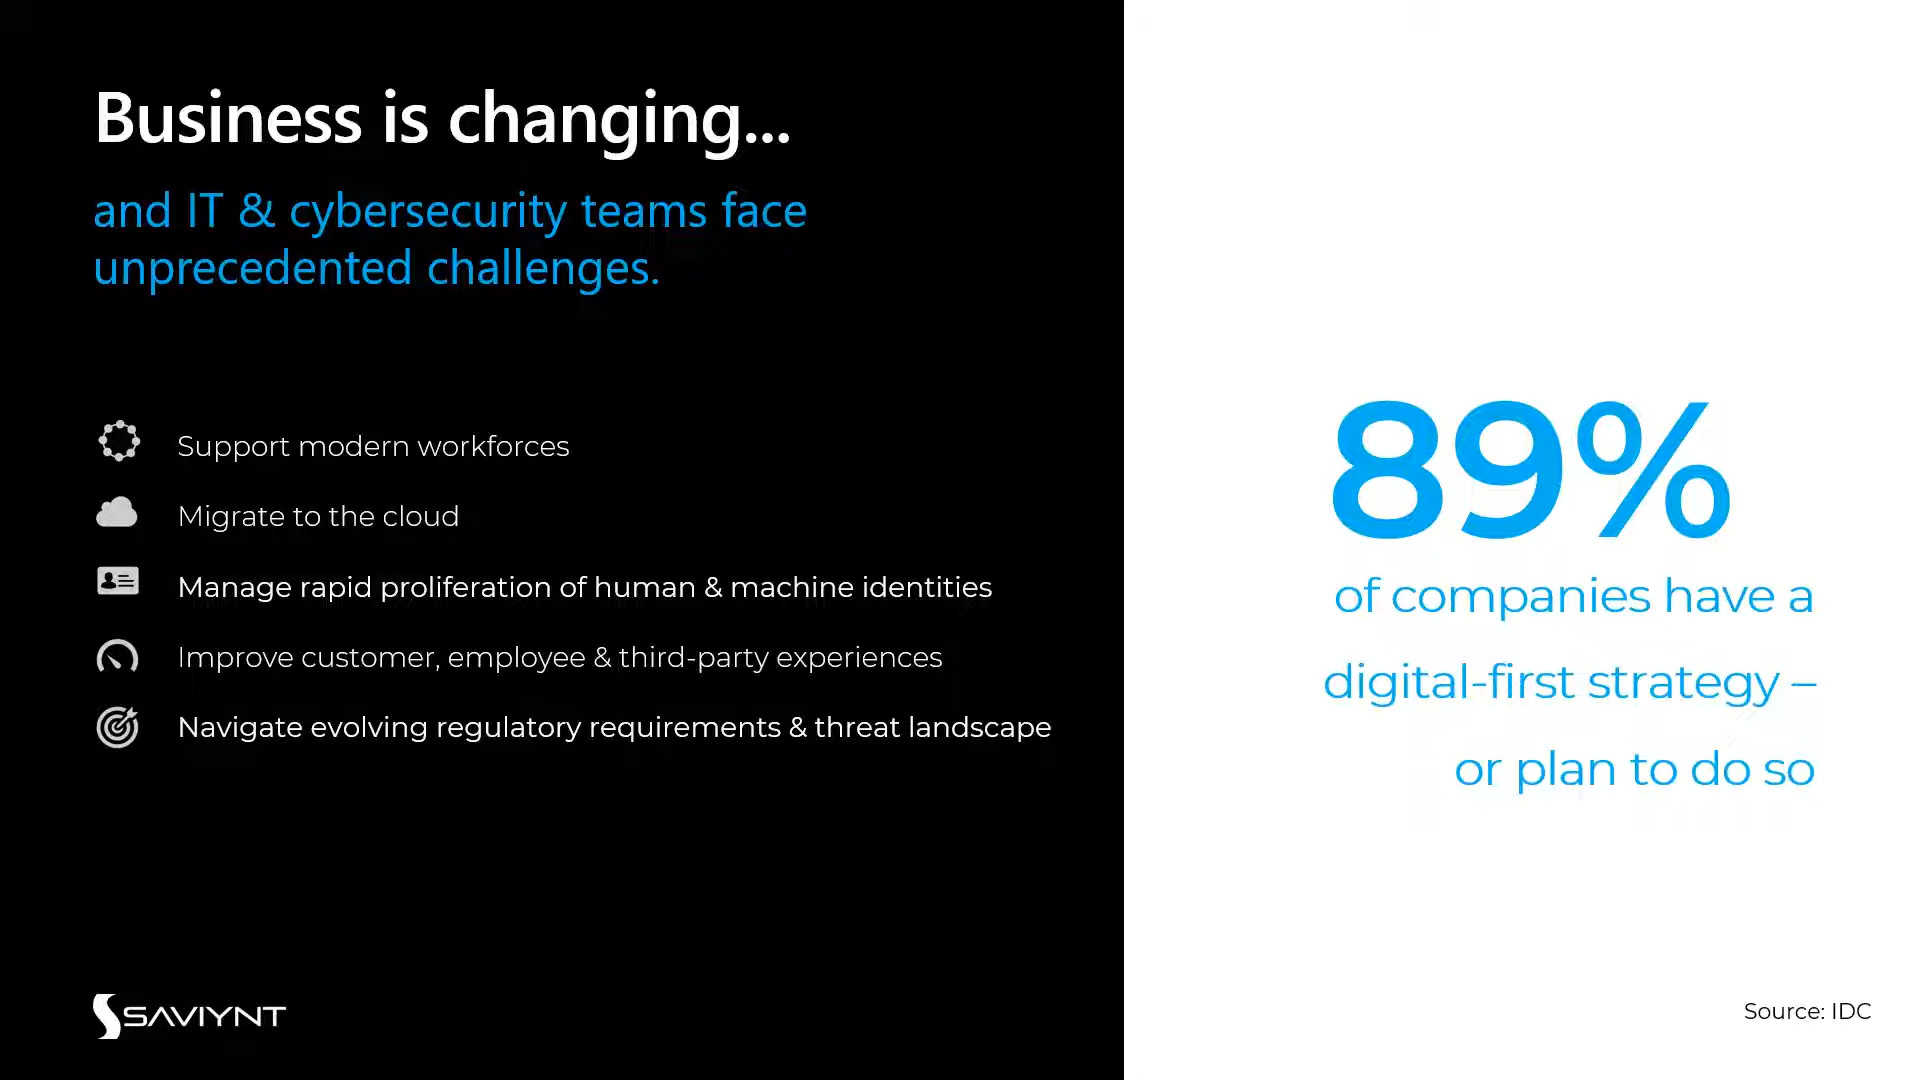 Business is changing...
and IT & cybersecurity teams face
unprecedented challenges.
Support modern workforces
Migrate to the cloud
Manage rapid proliferation of human & machine identities
Improve customer, employee & third-party experiences
Navigate evolving regulatory requirements & threat landscape
SAVIYNT
89%
of companies have a
digital-first strategy –
or plan to do so
Source: IDC